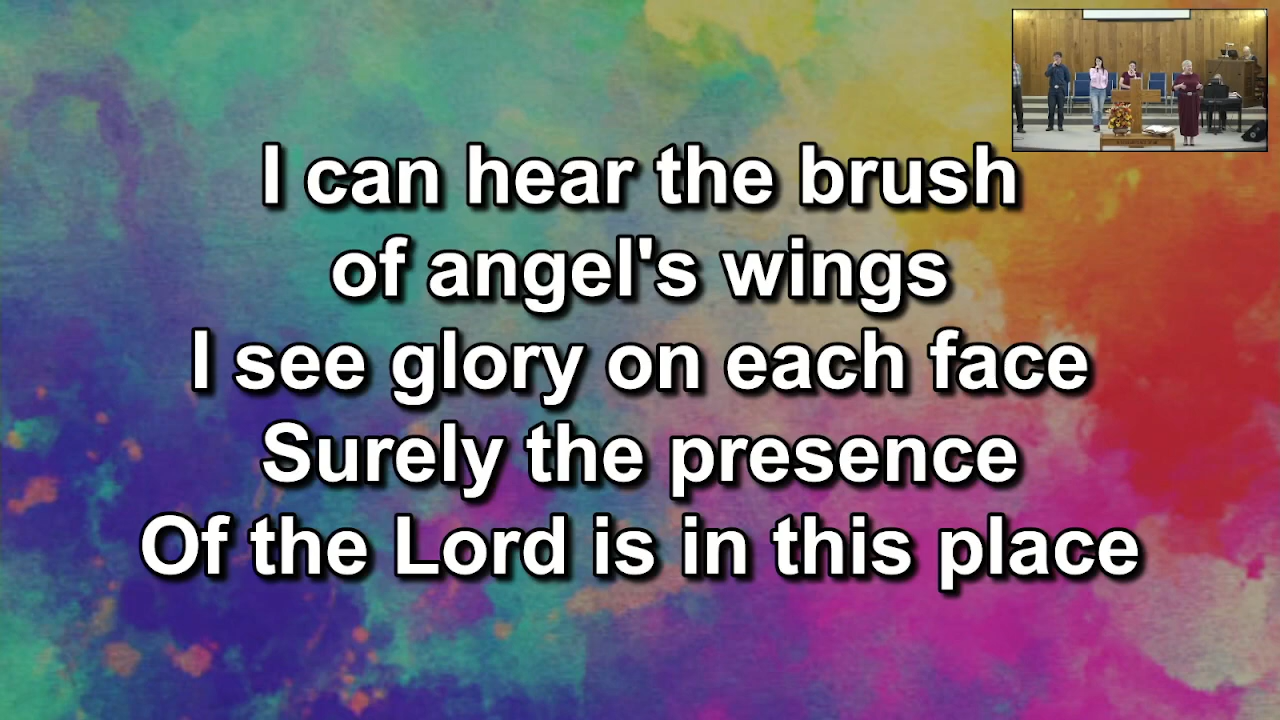 I can hear the brush
of angel's wings
I see glory on each face
Surely the presence
Of the Lord is in this place